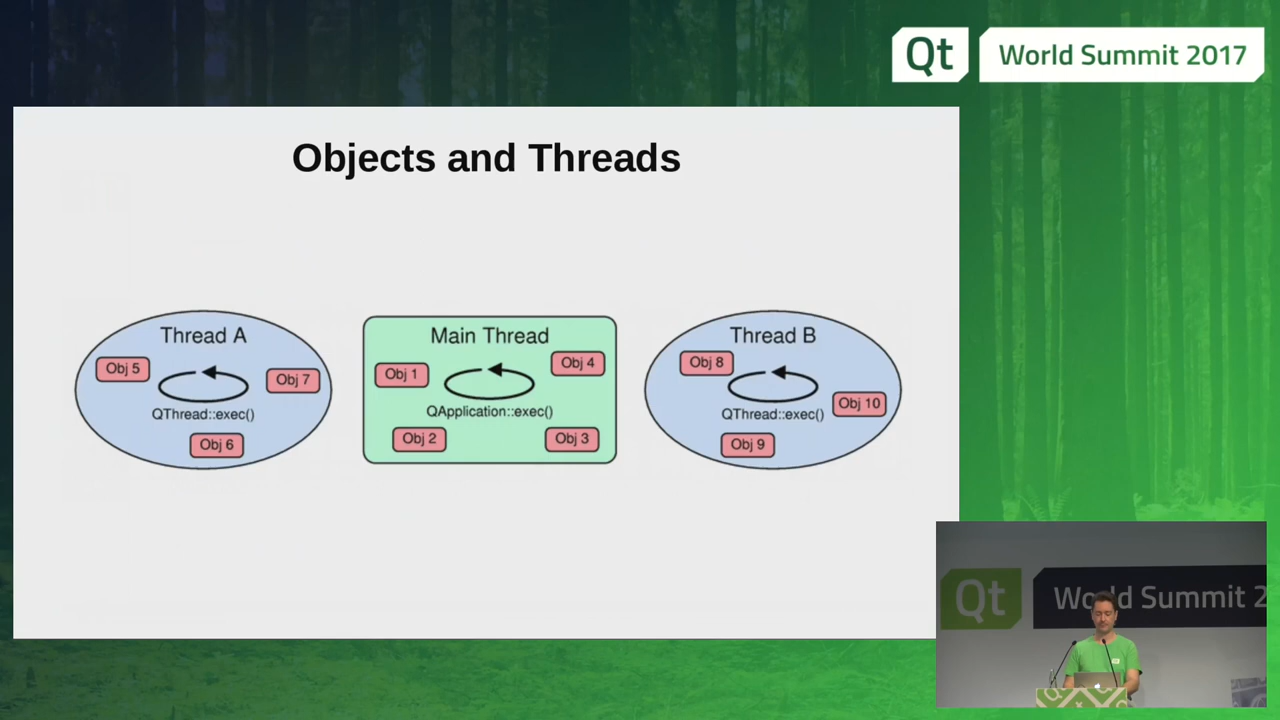 Qt World Summit 2017
Objects and Threads
Thread A
Obj 5
Obj 7
QThread::exec()
Obj 6
Main Thread
Obj 1
Obj 4
QApplication::exec()
Obj 2
Obj 3
Thread B
Obj 8
QThread::exec()
Obj 10
Obj 9
Qt World Summit 2